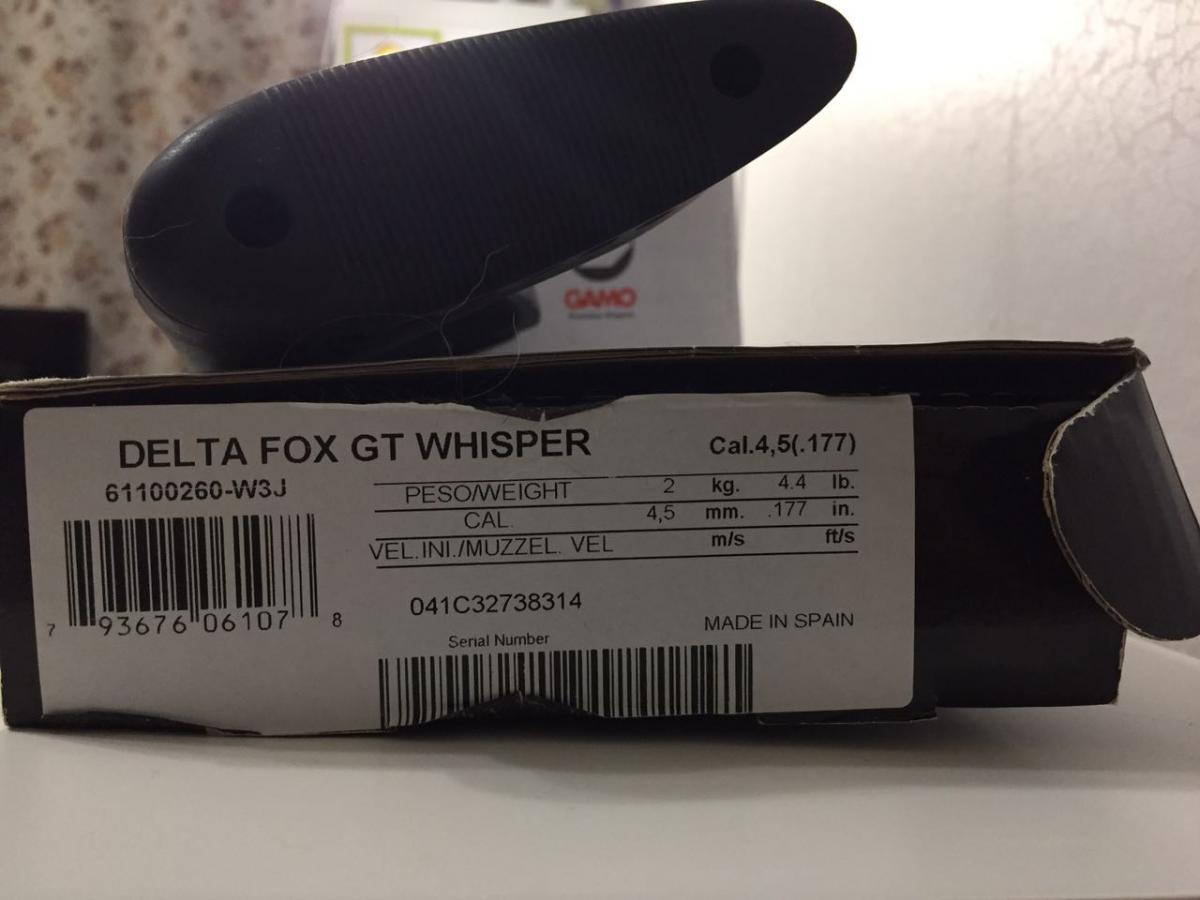 GAMO
DELTA FOX GT WHISPER
Cal.4,5(.177)
61100260-W3J
PESO/WEIGHT 2 kg. 4.4 lb.
CAL. 4,5 mm. .177 in.
VEL.INI./MUZZEL. VEL m/s ft/s
7 93676 06107 8
041C32738314
Serial Number
MADE IN SPAIN